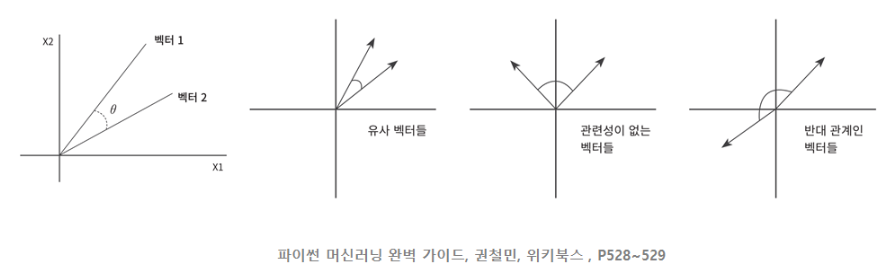 X2
벡터 1
θ
벡터 2
X1
유사 벡터들
관련성이 없는
벡터들
반대 관계인
벡터들
파이썬 머신러닝 완벽 가이드, 권철민, 위키북스 , P528~529